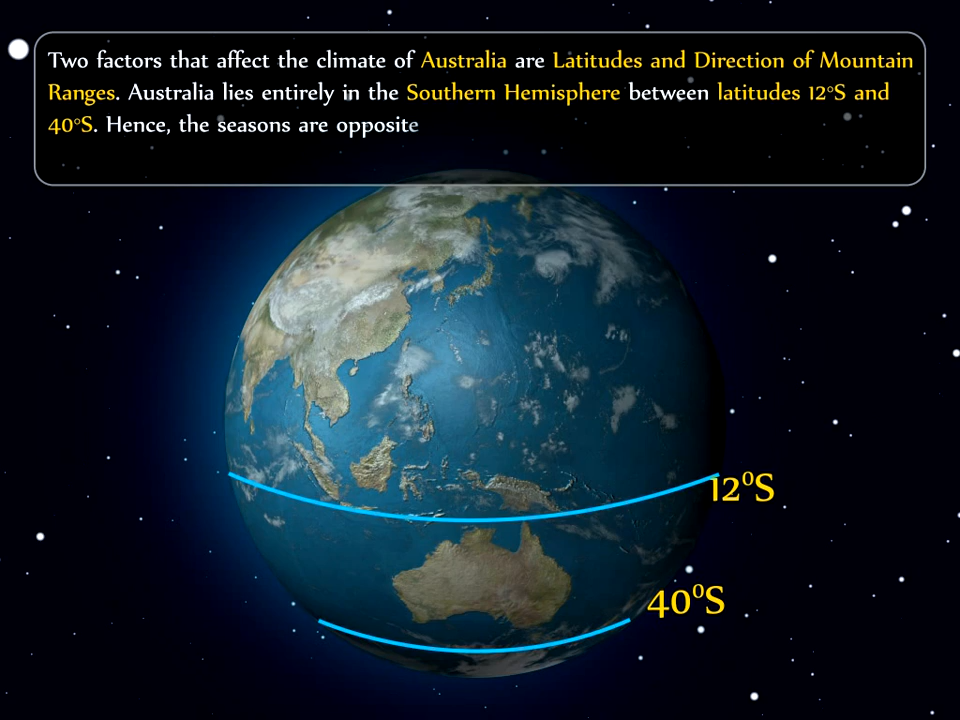 Two factors that affect the climate of Australia are Latitudes and Direction of Mountain
Ranges. Australia lies entirely in the Southern Hemisphere between latitudes 12°S and
40°S. Hence, the seasons are opposite
12⁰S
40⁰S